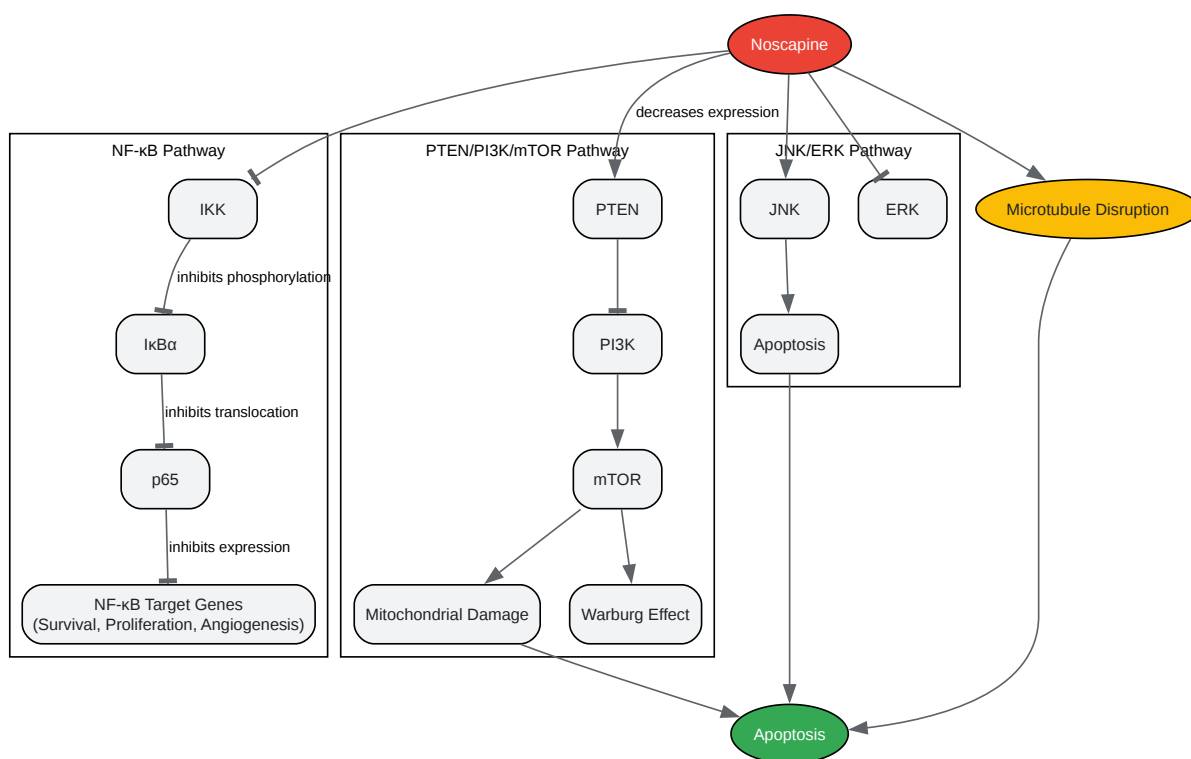 Noscapine
decreases expression
NF-κB Pathway
PTEN/PI3K/mTOR Pathway
JNK/ERK Pathway
IKK
PTEN
JNK
ERK
Microtubule Disruption
inhibits phosphorylation
IκBα
PI3K
Apoptosis
inhibits translocation
p65
mTOR
inhibits expression
NF-κB Target Genes
(Survival, Proliferation, Angiogenesis)
Mitochondrial Damage
Warburg Effect
Apoptosis